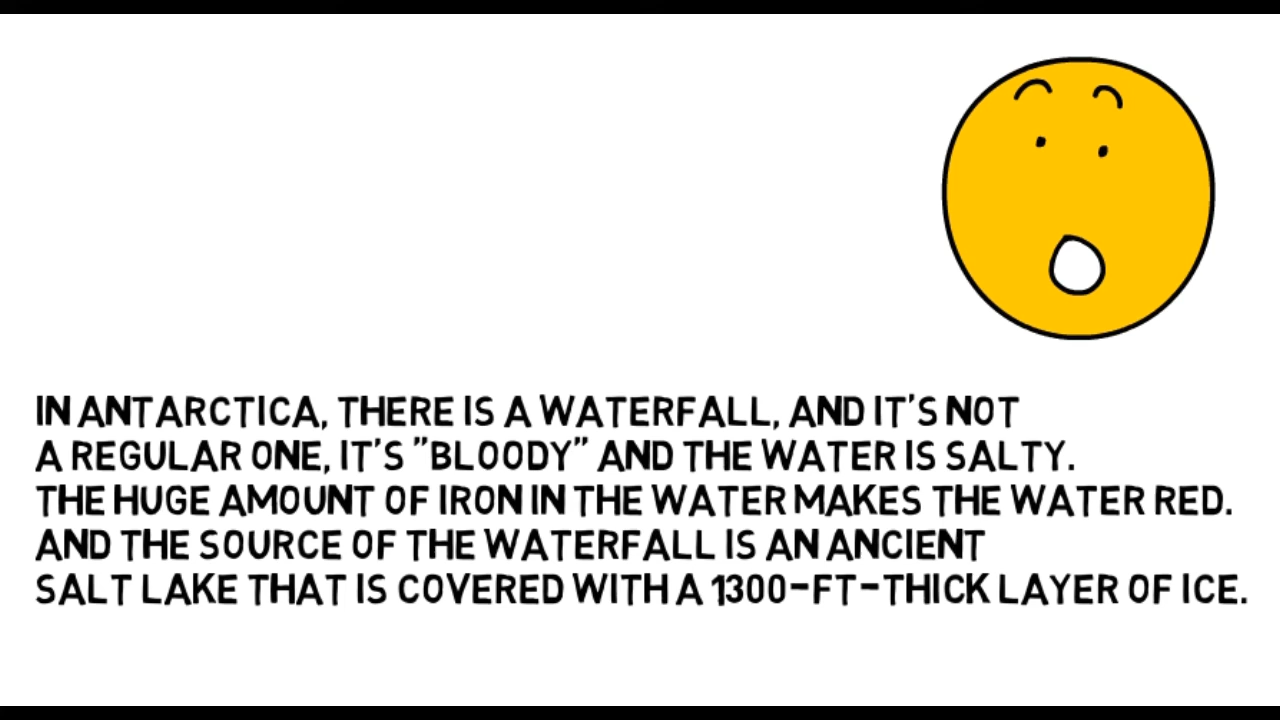 IN ANTARCTICA, THERE IS A WATERFALL, AND IT'S NOT
A REGULAR ONE, IT'S "BLOODY" AND THE WATER IS SALTY.
THE HUGE AMOUNT OF IRON IN THE WATER MAKES THE WATER RED.
AND THE SOURCE OF THE WATERFALL IS AN ANCIENT
SALT LAKE THAT IS COVERED WITH A 1300-FT-THICK LAYER OF ICE.